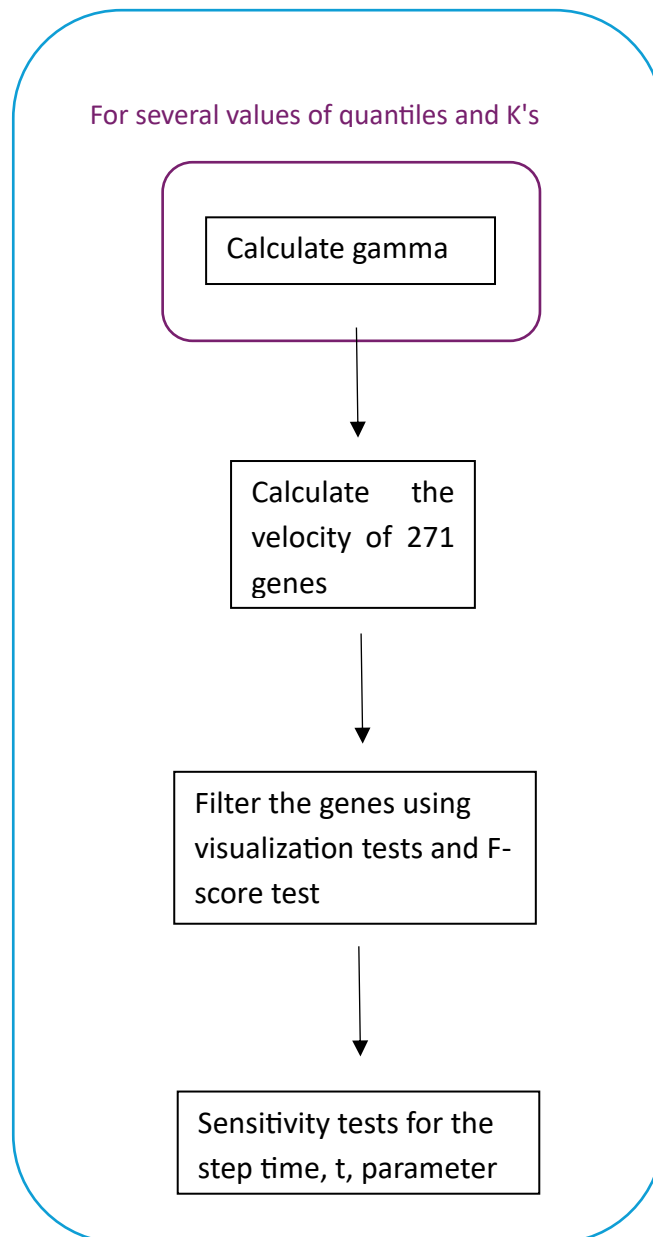 For several values of quantiles and K's
Calculate gamma
Calculate the
velocity of 271
genes
Filter the genes using
visualization tests and F-
score test
Sensitivity tests for the
step time, t, parameter